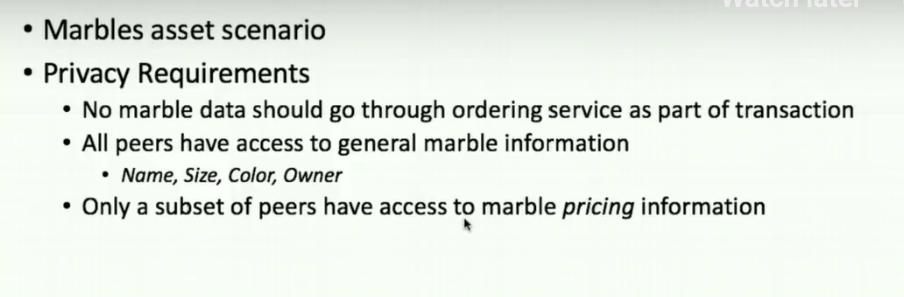 Watch later
• Marbles asset scenario
• Privacy Requirements
• No marble data should go through ordering service as part of transaction
• All peers have access to general marble information
• Name, Size, Color, Owner
• Only a subset of peers have access to marble pricing information